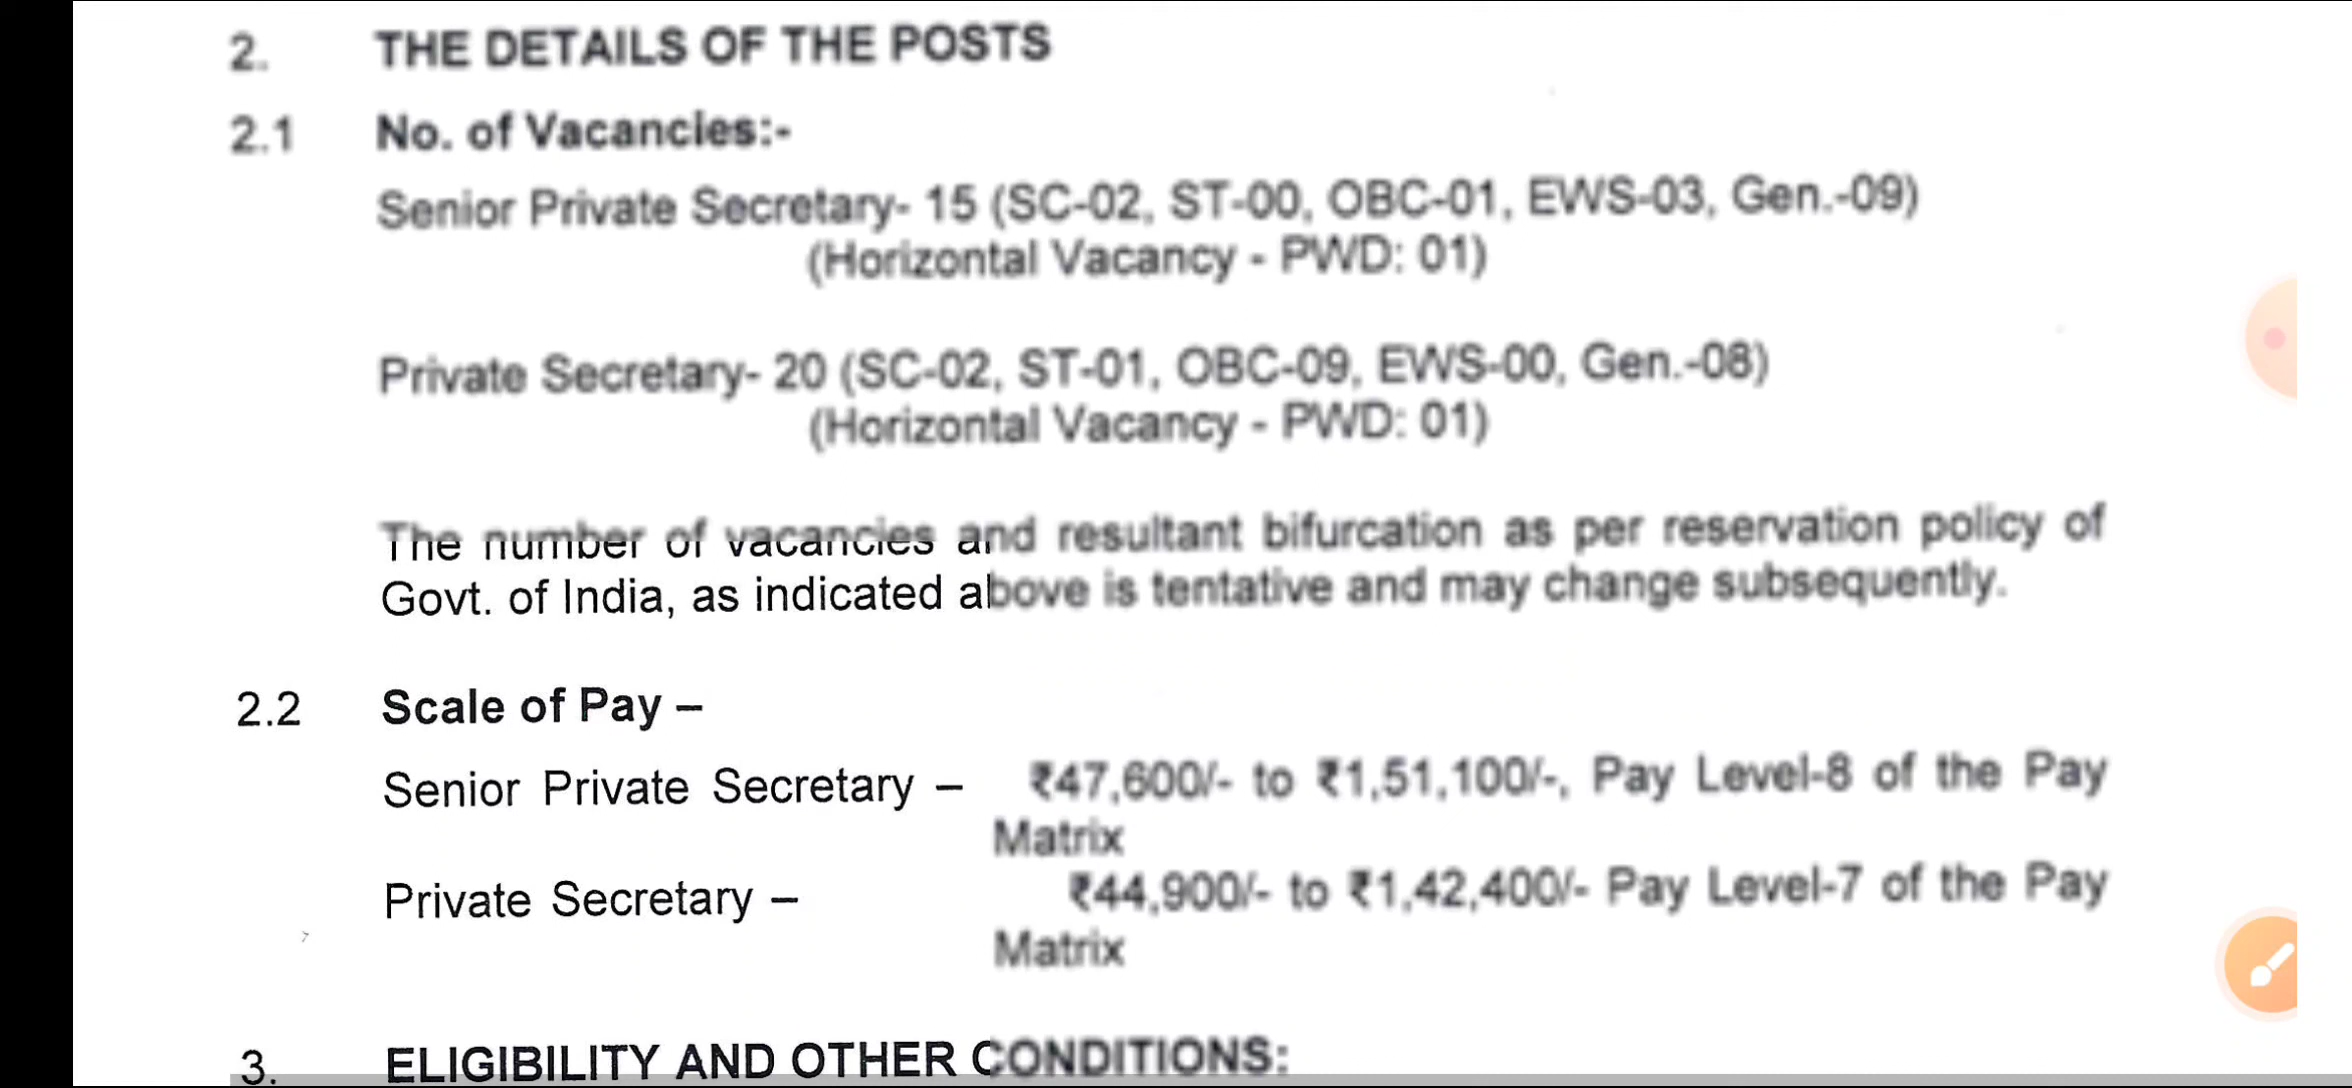 2. THE DETAILS OF THE POSTS
2.1 No. of Vacancies:-
Senior Private Secretary- 15 (SC-02, ST-00, OBC-01, EWS-03, Gen.-09)
(Horizontal Vacancy - PWD: 01)
Private Secretary- 20 (SC-02, ST-01, OBC-09, EWS-00, Gen.-08)
(Horizontal Vacancy - PWD: 01)
The number of vacancies and resultant bifurcation as per reservation policy of
Govt. of India, as indicated above is tentative and may change subsequently.
2.2 Scale of Pay –
Senior Private Secretary – ₹47,600/- to ₹1,51,100/-, Pay Level-8 of the Pay
Matrix
Private Secretary – ₹44,900/- to ₹1,42,400/- Pay Level-7 of the Pay
Matrix
3. ELIGIBILITY AND OTHER CONDITIONS: